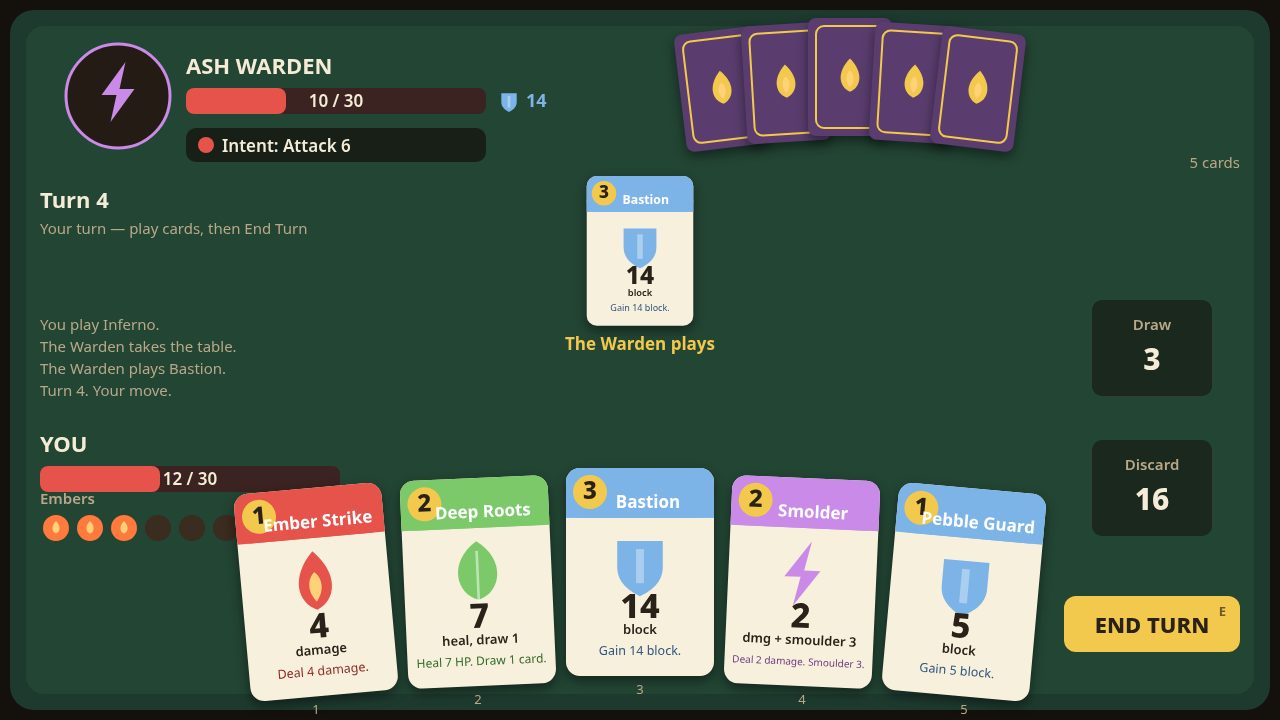 ASH WARDEN
10 / 30
14
Intent: Attack 6
5 cards
Turn 4
Your turn — play cards, then End Turn
3
Bastion
14
block
Gain 14 block.
The Warden plays
You play Inferno.
The Warden takes the table.
The Warden plays Bastion.
Turn 4. Your move.
Draw
3
Discard
16
YOU
12 / 30
Embers
1
Ember Strike
4
damage
Deal 4 damage.
1
2
Deep Roots
7
heal, draw 1
Heal 7 HP. Draw 1 card.
2
3
Bastion
14
block
Gain 14 block.
3
2
Smolder
2
dmg + smoulder 3
Deal 2 damage. Smoulder 3.
4
1
Pebble Guard
5
block
Gain 5 block.
5
END TURN
E